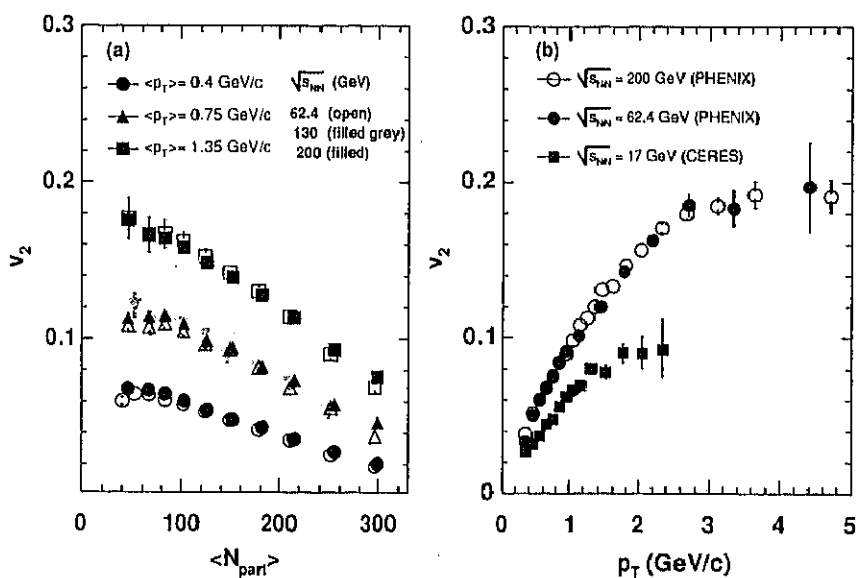 (a)
<p_T> = 0.4 GeV/c √s_NN (GeV)
<p_T> = 0.75 GeV/c 62.4 (open)
130 (filled grey)
<p_T> = 1.35 GeV/c 200 (filled)
0.3
0.2
0.1
0
v_2
0 100 200 300
<N_part>
(b)
√s_NN = 200 GeV (PHENIX)
√s_NN = 62.4 GeV (PHENIX)
√s_NN = 17 GeV (CERES)
0.3
0.2
0.1
0
v_2
0 1 2 3 4 5
p_T (GeV/c)